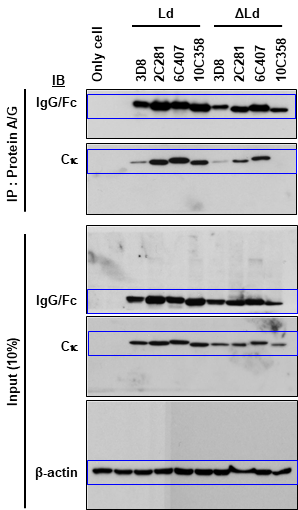 Ld ΔLd
IB Only cell 3D8 2C281 6C407 10C358 3D8 2C281 6C407 10C358
IP : Protein A/G
IgG/Fc
Cκ
Input (10%)
IgG/Fc
Cκ
β-actin